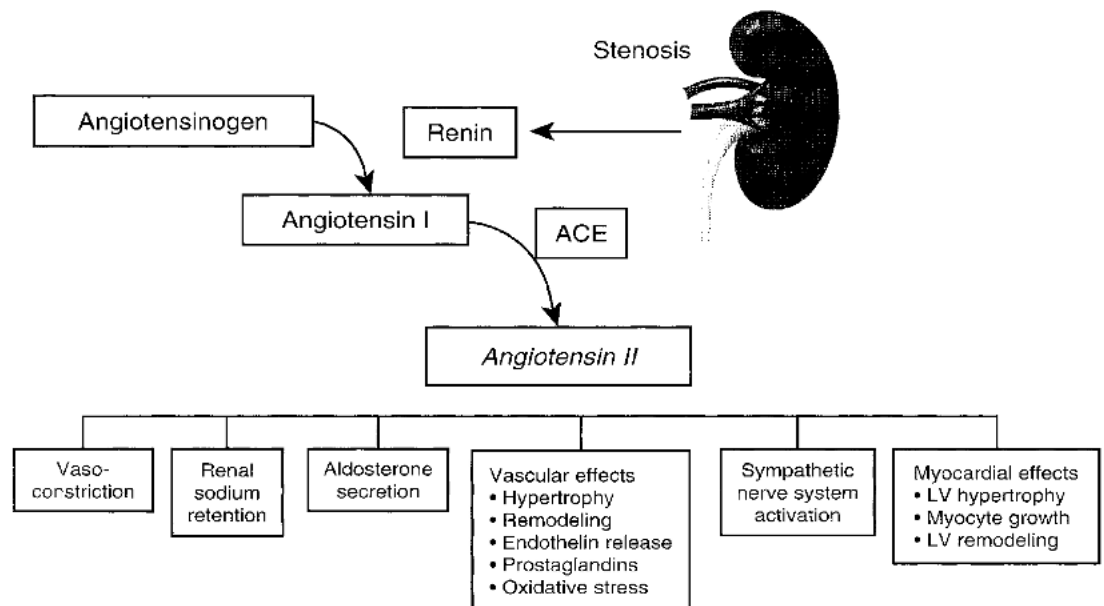 Stenosis
Angiotensinogen
Renin
Angiotensin I
ACE
Angiotensin II
Vaso-
constriction
Renal
sodium
retention
Aldosterone
secretion
Vascular effects
• Hypertrophy
• Remodeling
• Endothelin release
• Prostaglandins
• Oxidative stress
Sympathetic
nerve system
activation
Myocardial effects
• LV hypertrophy
• Myocyte growth
• LV remodeling